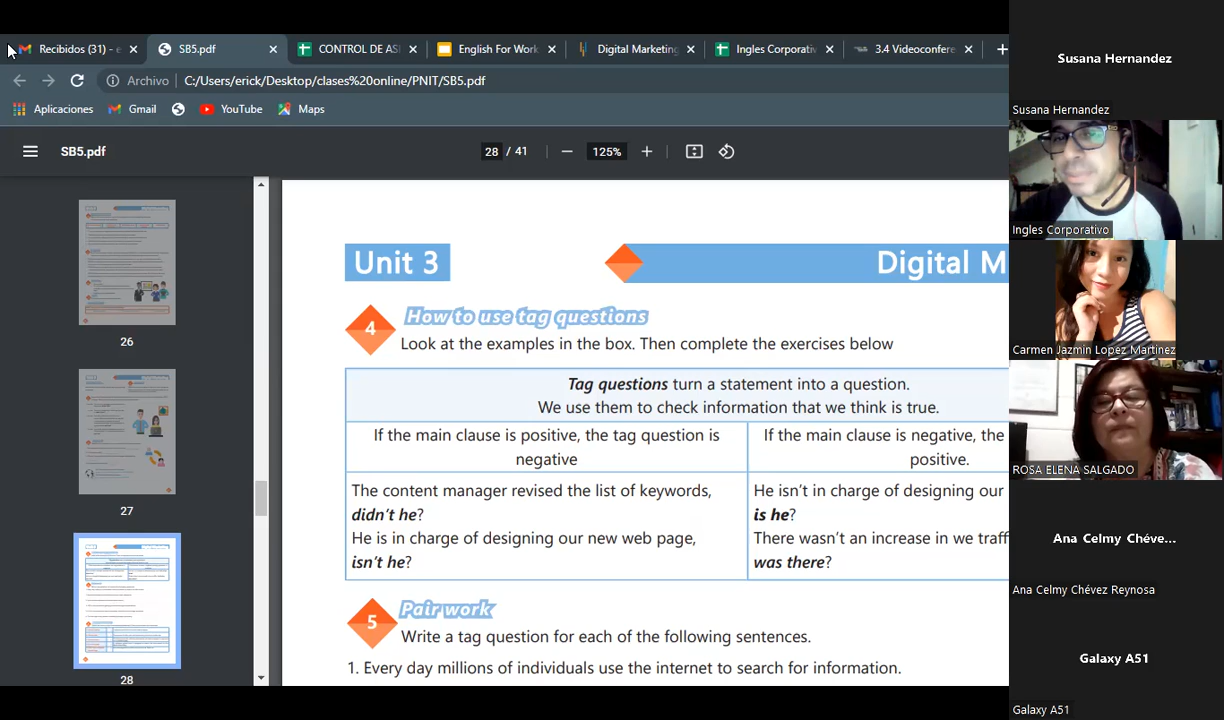 Recibidos (31) - e
SB5.pdf
CONTROL DE ASI
English For Work
Digital Marketing
Ingles Corporativ
3.4 Videoconfere
Archivo
C:/Users/erick/Desktop/clases%20online/PNIT/SB5.pdf
Aplicaciones
Gmail
YouTube
Maps
SB5.pdf
28 / 41
125%
26
27
28
Unit 3
Digital M
4
How to use tag questions
Look at the examples in the box. Then complete the exercises below
Tag questions turn a statement into a question.
We use them to check information that we think is true.
If the main clause is positive, the tag question is
negative
If the main clause is negative, the
positive.
The content manager revised the list of keywords,
didn't he?
He is in charge of designing our new web page,
isn't he?
He isn't in charge of designing our
is he?
There wasn't an increase in we traff
was there?
5
Pair work
Write a tag question for each of the following sentences.
1. Every day millions of individuals use the internet to search for information.
Susana Hernandez
Susana Hernandez
Ingles Corporativo
Carmen Jazmin Lopez Martinez
ROSA ELENA SALGADO
Ana Celmy Chéve...
Ana Celmy Chévez Reynosa
Galaxy A51
Galaxy A51